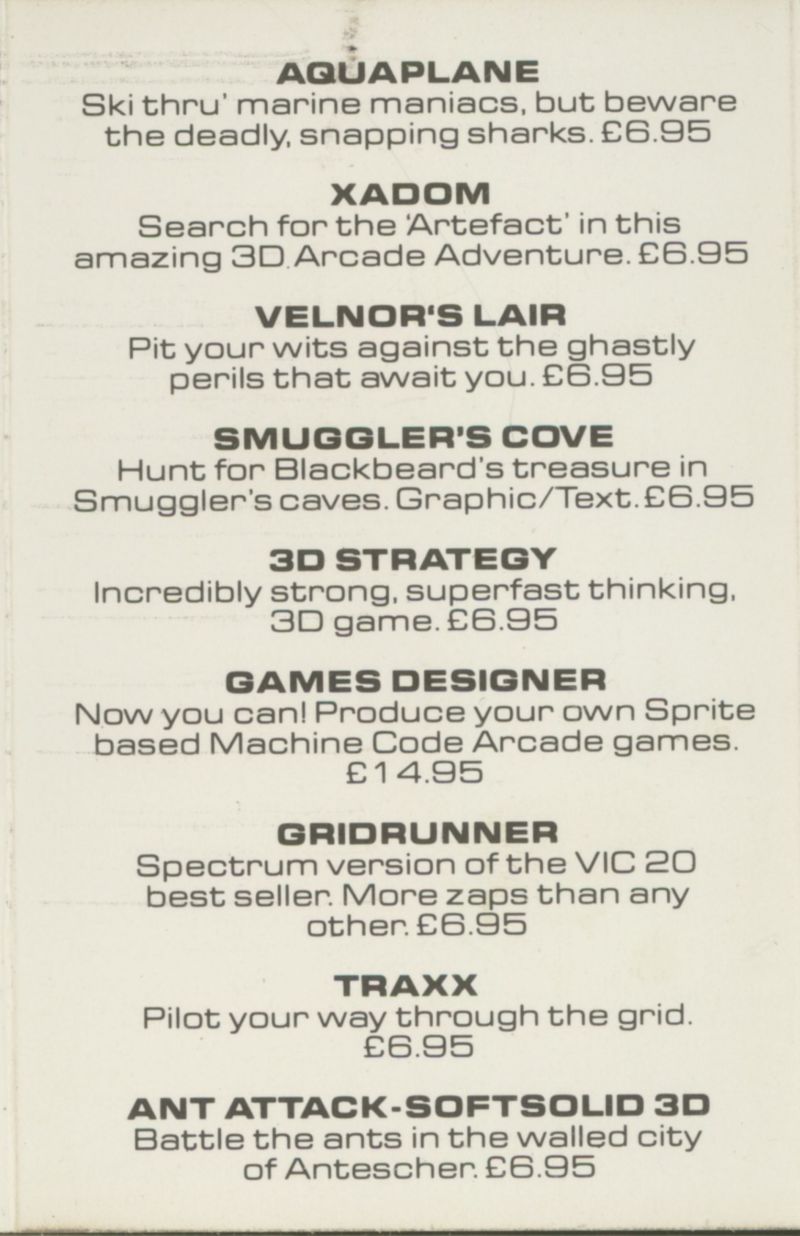 AQUAPLANE
Ski thru' marine maniacs, but beware
the deadly, snapping sharks. £6.95
XADOM
Search for the 'Artefact' in this
amazing 3D Arcade Adventure. £6.95
VELNOR'S LAIR
Pit your wits against the ghastly
perils that await you. £6.95
SMUGGLER'S COVE
Hunt for Blackbeard's treasure in
Smuggler's caves. Graphic/Text. £6.95
3D STRATEGY
Incredibly strong, superfast thinking,
3D game. £6.95
GAMES DESIGNER
Now you can! Produce your own Sprite
based Machine Code Arcade games.
£14.95
GRIDRUNNER
Spectrum version of the VIC 20
best seller. More zaps than any
other. £6.95
TRAXX
Pilot your way through the grid.
£6.95
ANT ATTACK-SOFTSOLID 3D
Battle the ants in the walled city
of Antescher. £6.95